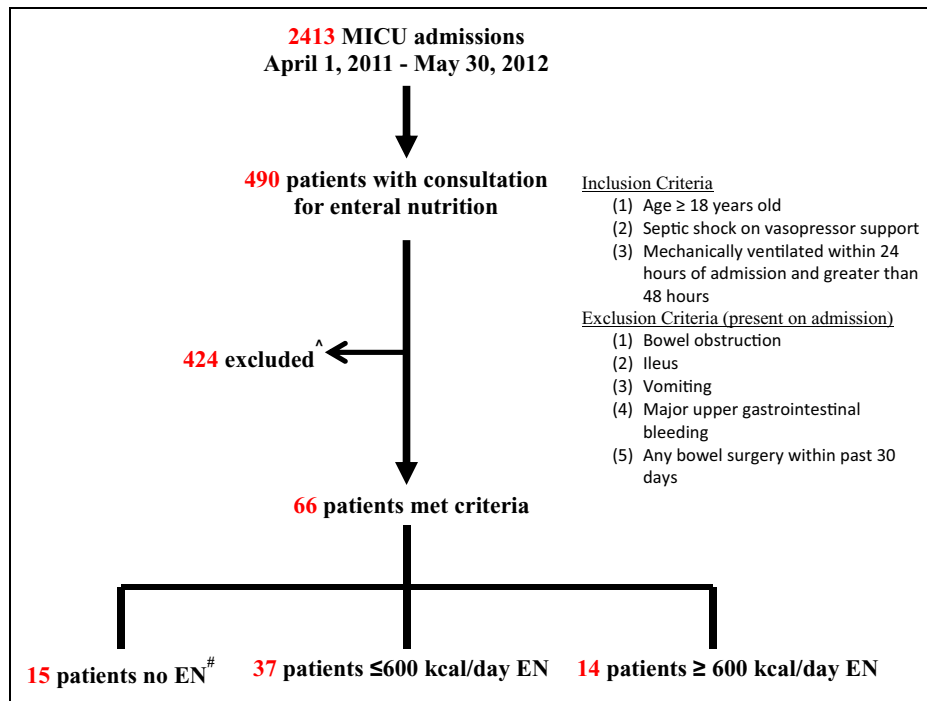 2413 MICU admissions
April 1, 2011 - May 30, 2012
490 patients with consultation
for enteral nutrition
Inclusion Criteria
(1) Age ≥ 18 years old
(2) Septic shock on vasopressor support
(3) Mechanically ventilated within 24
hours of admission and greater than
48 hours
Exclusion Criteria (present on admission)
(1) Bowel obstruction
(2) Ileus
(3) Vomiting
(4) Major upper gastrointestinal
bleeding
(5) Any bowel surgery within past 30
days
424 excluded^
66 patients met criteria
15 patients no EN#
37 patients ≤600 kcal/day EN
14 patients ≥ 600 kcal/day EN